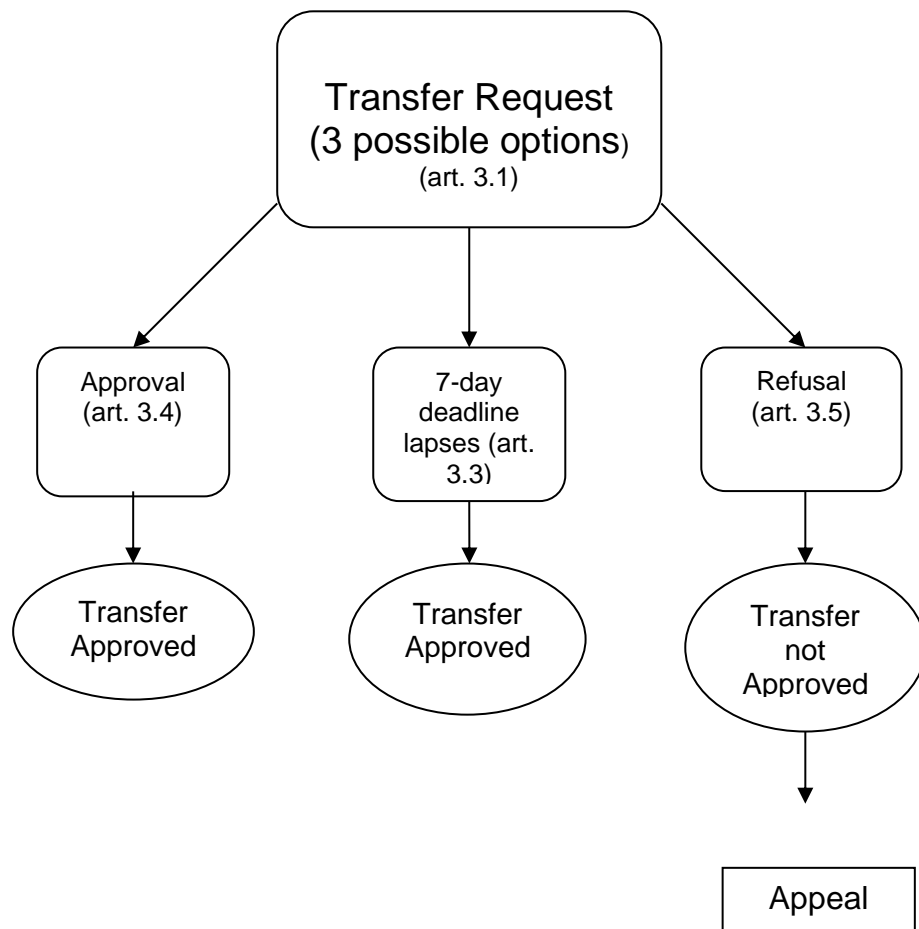 Transfer Request
(3 possible options)
(art. 3.1)
Approval
(art. 3.4)
7-day
deadline
lapses (art.
3.3)
Refusal
(art. 3.5)
Transfer
Approved
Transfer
Approved
Transfer
not
Approved
Appeal